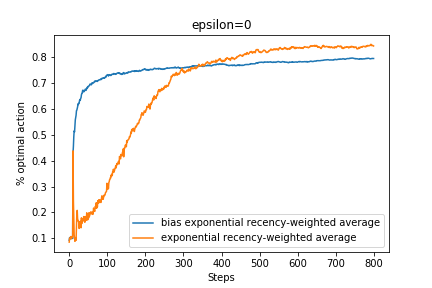 epsilon=0
% optimal action
0.8
0.7
0.6
0.5
0.4
0.3
0.2
0.1
bias exponential recency-weighted average
exponential recency-weighted average
0 100 200 300 400 500 600 700 800
Steps